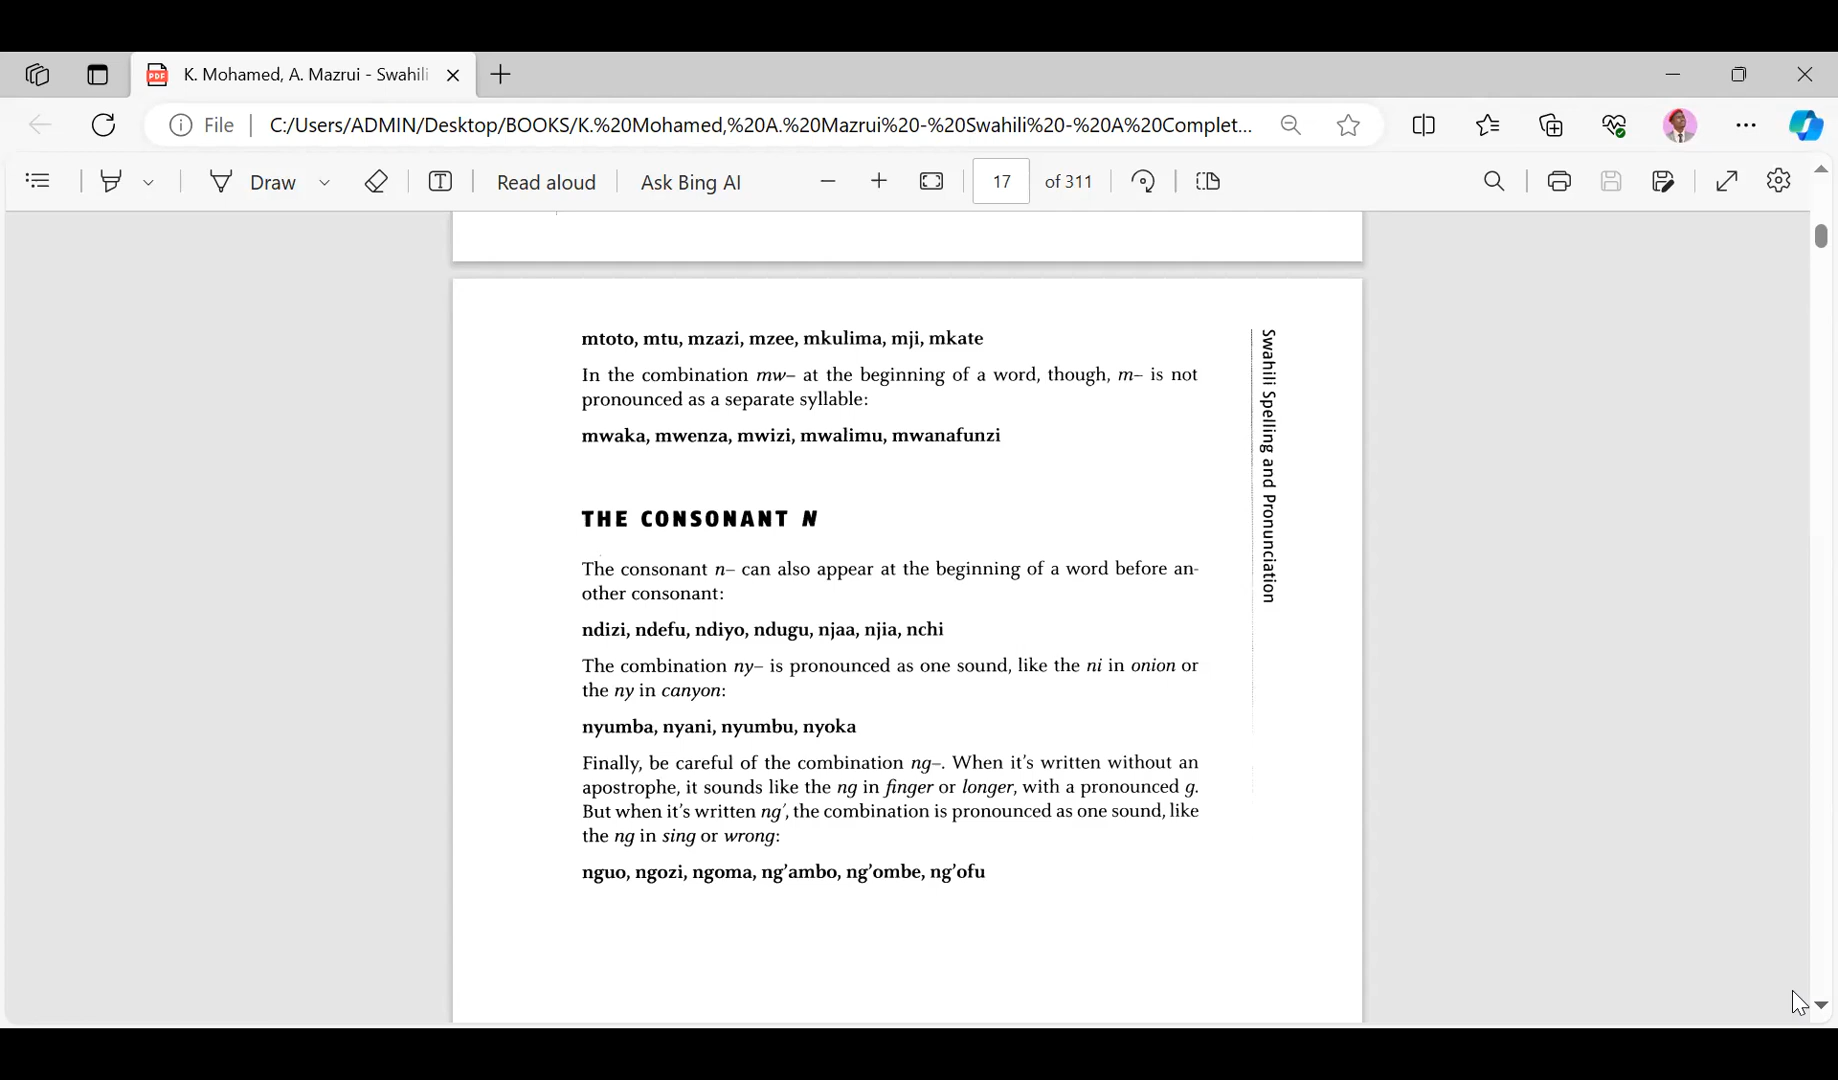 K. Mohamed, A. Mazrui - Swahili
File
C:/Users/ADMIN/Desktop/BOOKS/K.%20Mohamed,%20A.%20Mazrui%20-%20Swahili%20-%20A%20Complet...
Draw
Read aloud
Ask Bing AI
17
of 311
mtoto, mtu, mzazi, mzee, mkulima, mji, mkate
In the combination mw– at the beginning of a word, though, m– is not
pronounced as a separate syllable:
mwaka, mwenza, mwizi, mwalimu, mwanafunzi
THE CONSONANT N
The consonant n– can also appear at the beginning of a word before an-
other consonant:
ndizi, ndefu, ndiyo, ndugu, njaa, njia, nchi
The combination ny– is pronounced as one sound, like the ni in onion or
the ny in canyon:
nyumba, nyani, nyumbu, nyoka
Finally, be careful of the combination ng–. When it's written without an
apostrophe, it sounds like the ng in finger or longer, with a pronounced g.
But when it's written ng', the combination is pronounced as one sound, like
the ng in sing or wrong:
nguo, ngozi, ngoma, ng'ambo, ng'ombe, ng'ofu
Swahili Spelling and Pronunciation